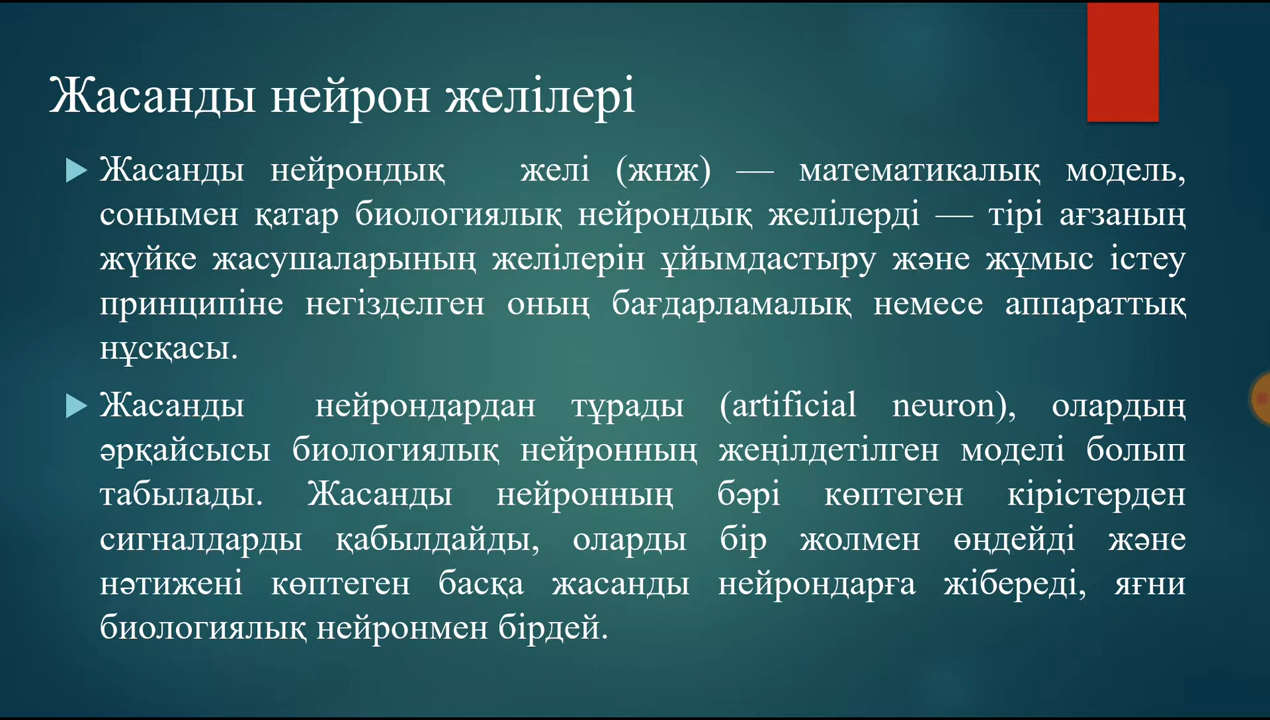 Жасанды нейрон желілері
Жасанды нейрондық желі (жнж) — математикалық модель,
сонымен қатар биологиялық нейрондық желілерді — тірі ағзаның
жүйке жасушаларының желілерін ұйымдастыру және жұмыс істеу
принципіне негізделген оның бағдарламалық немесе аппараттық
нұсқасы.
Жасанды нейрондардан тұрады (artificial neuron), олардың
әрқайсысы биологиялық нейронның жеңілдетілген моделі болып
табылады. Жасанды нейронның бәрі көптеген кірістерден
сигналдарды қабылдайды, оларды бір жолмен өңдейді және
нәтижені көптеген басқа жасанды нейрондарға жібереді, яғни
биологиялық нейронмен бірдей.